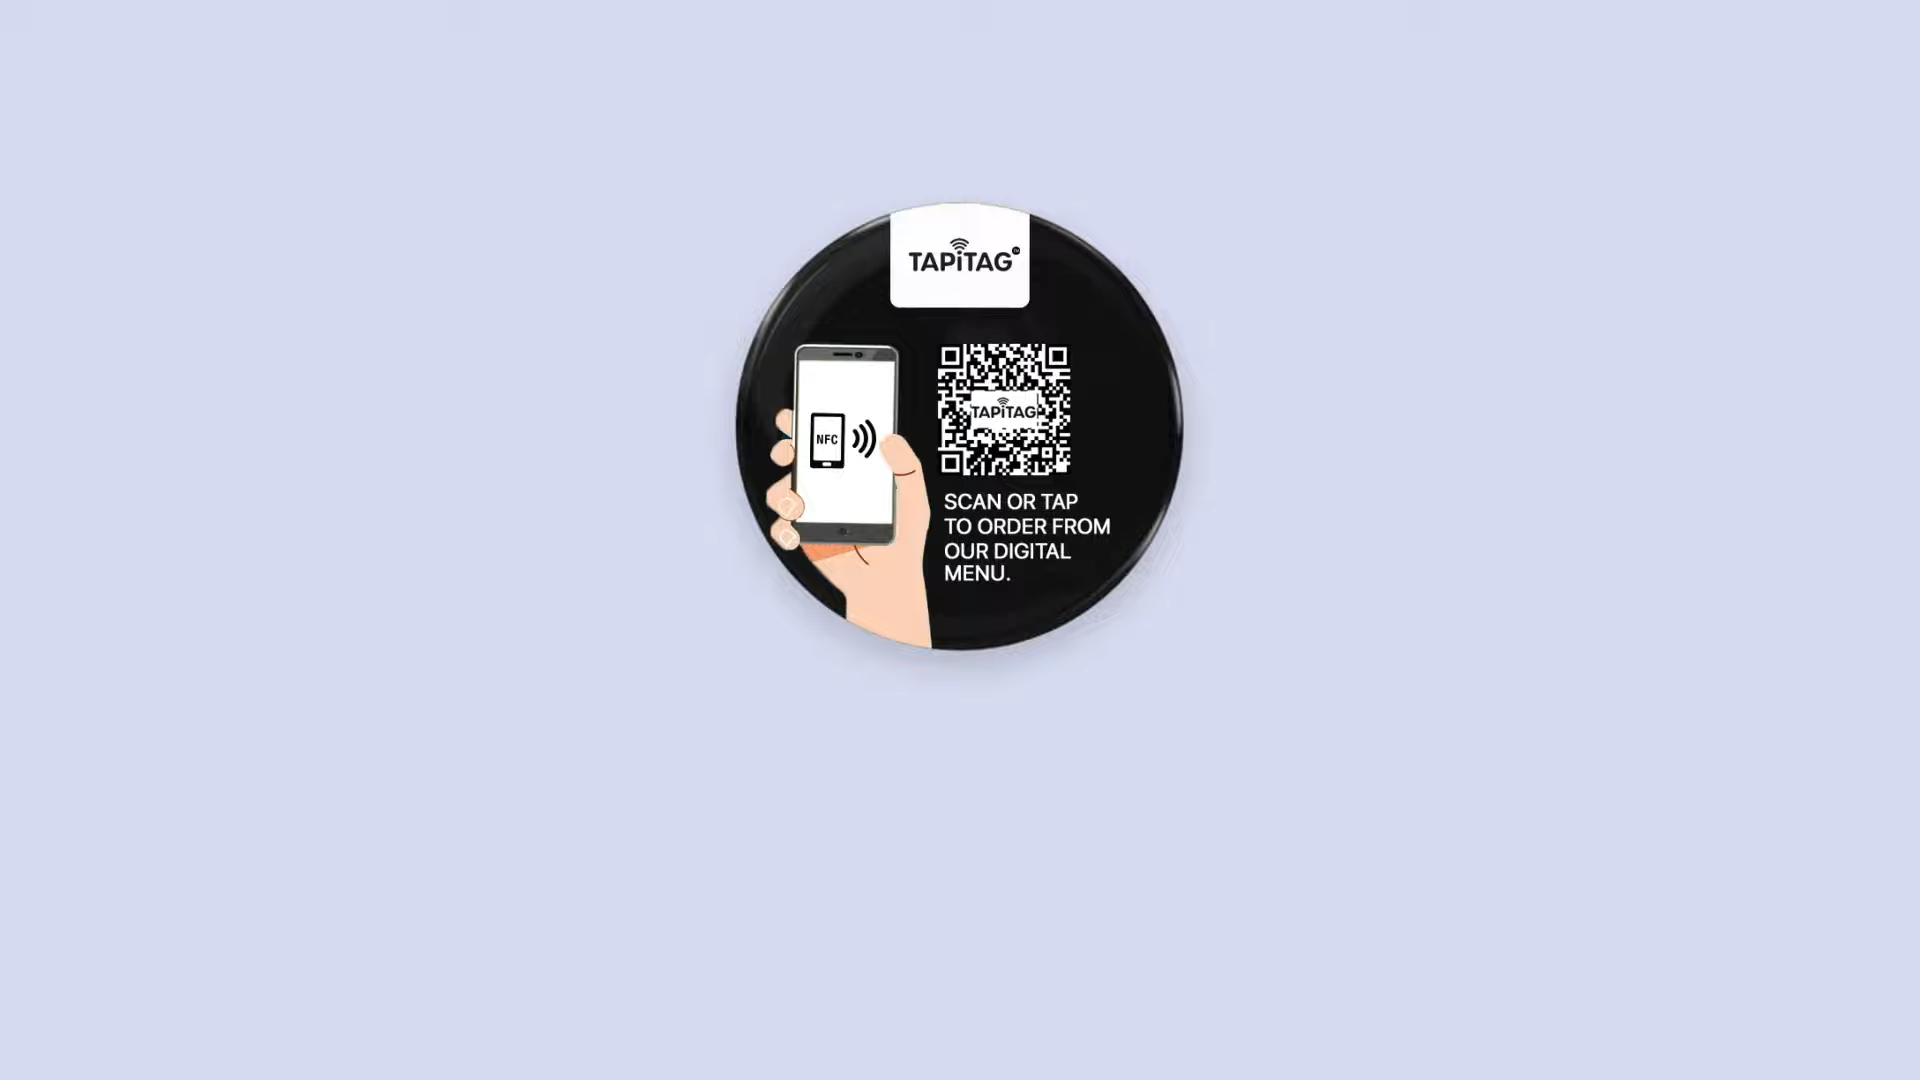 TAPiTAG
NFC
TAPiTAG
SCAN OR TAP
TO ORDER FROM
OUR DIGITAL
MENU.